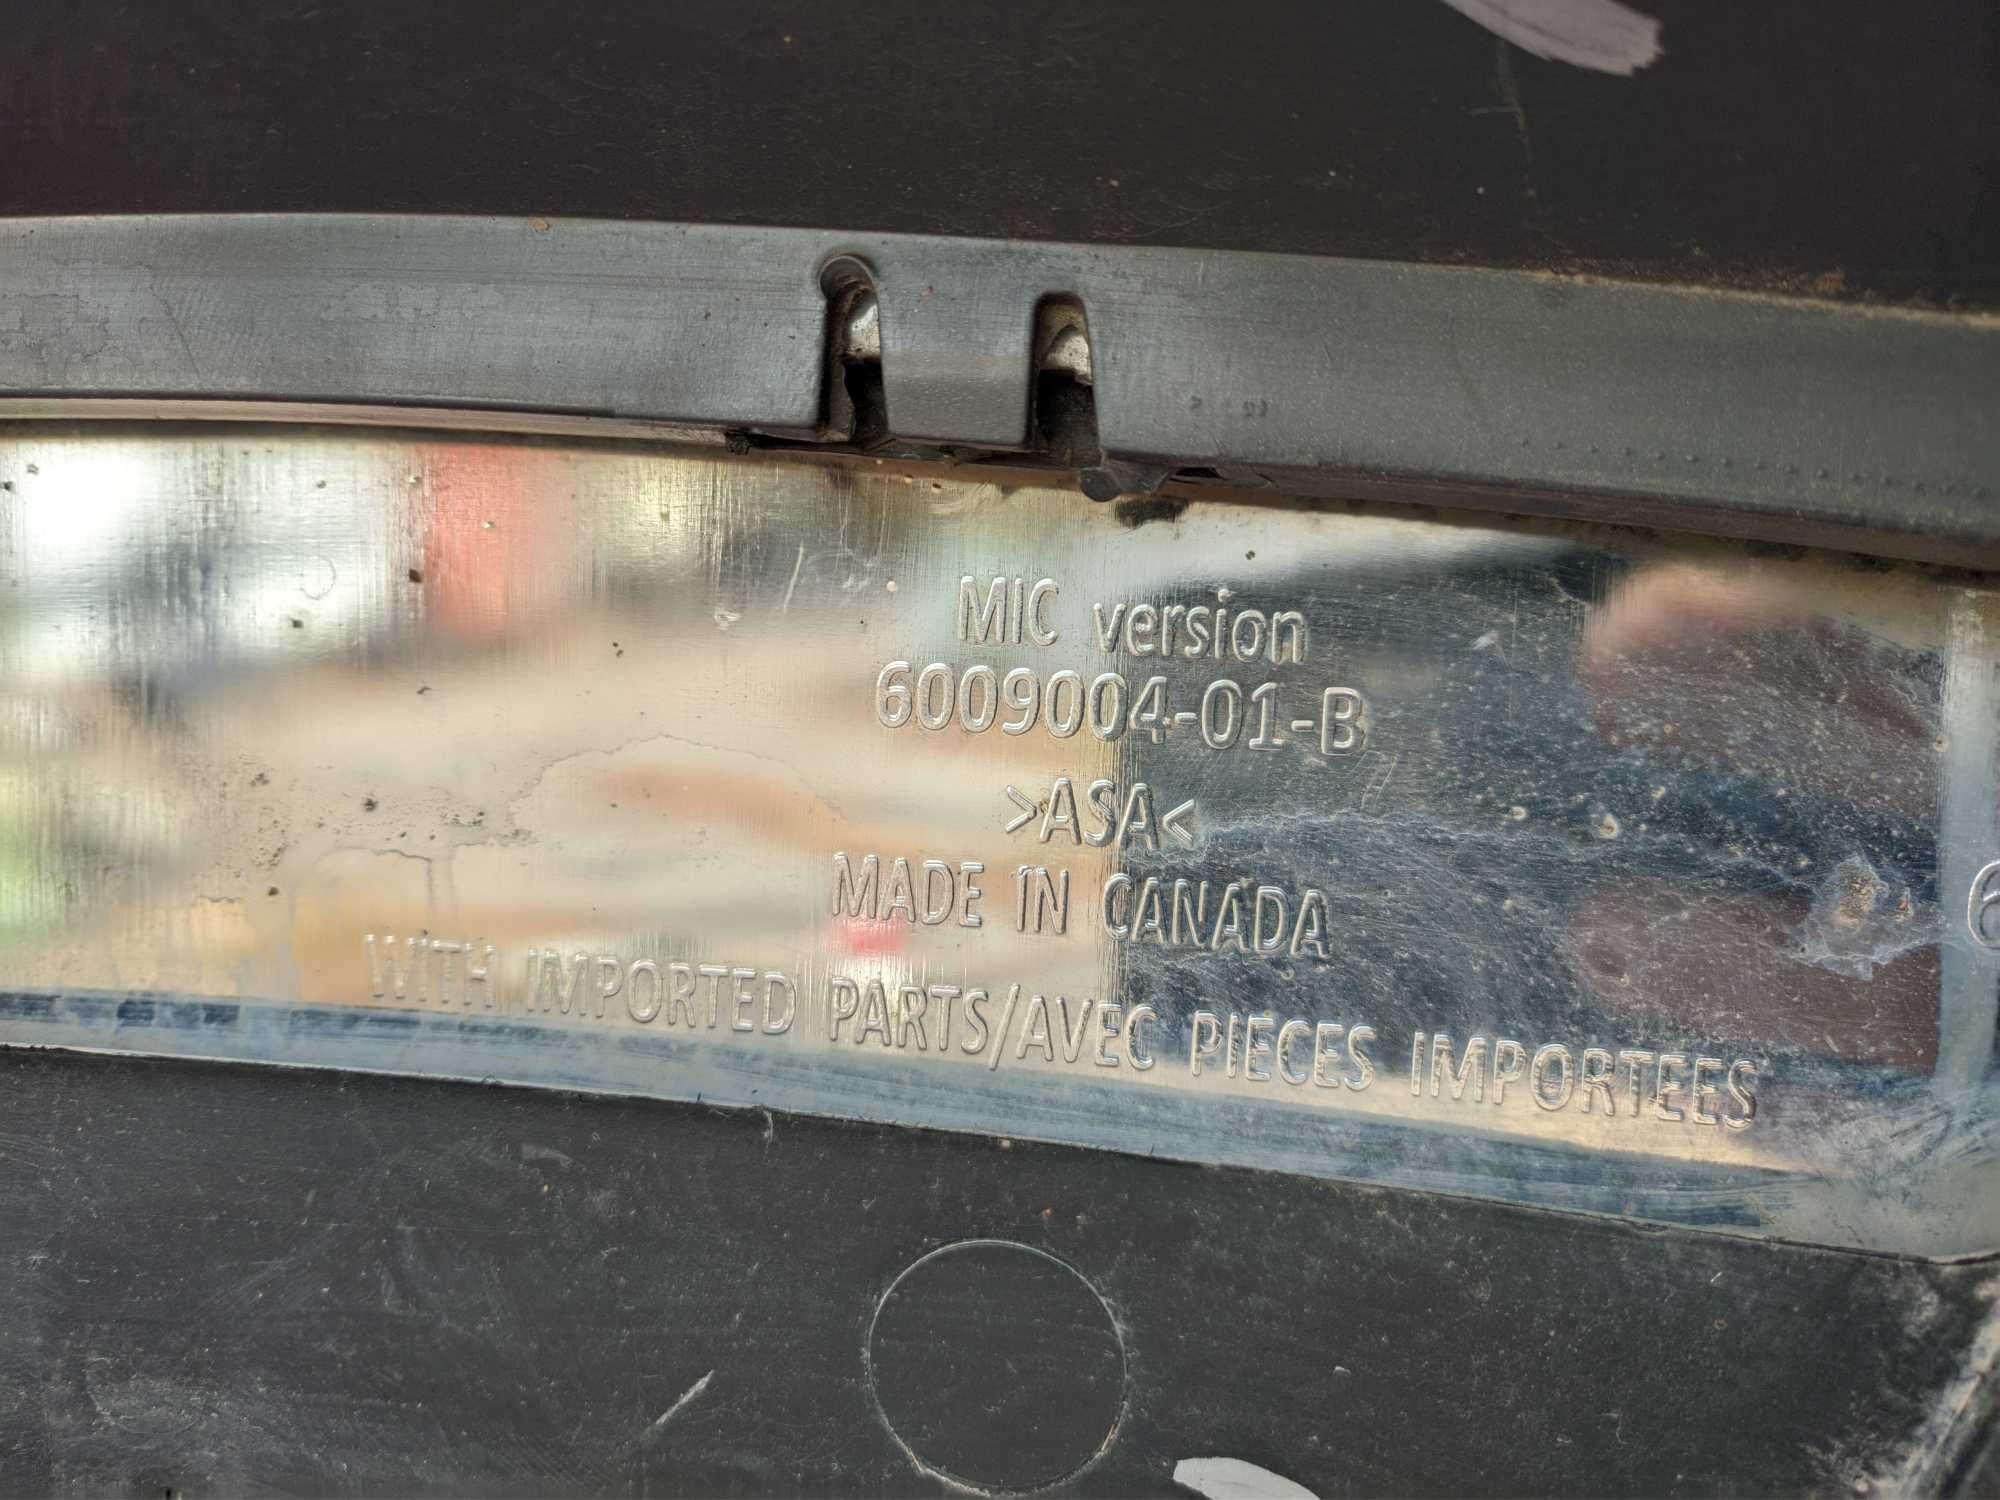 MIC version
6009004-01-B
>ASA<
MADE IN CANADA
WITH IMPORTED PARTS/AVEC PIECES IMPORTEES